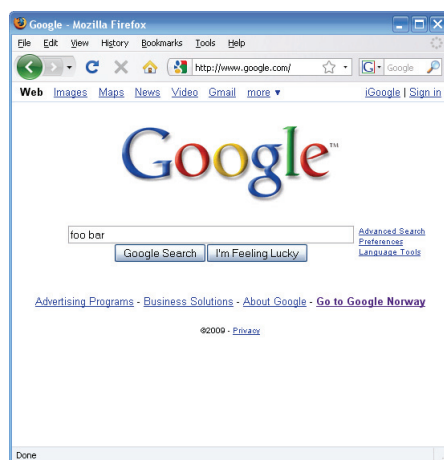 Google - Mozilla Firefox
File Edit View History Bookmarks Tools Help
http://www.google.com/ G Google
Web Images Maps News Video Gmail more ▼ iGoogle | Sign in
Google™
foo bar
Advanced Search
Preferences
Language Tools
Google Search I'm Feeling Lucky
Advertising Programs - Business Solutions - About Google - Go to Google Norway
©2009 - Privacy
Done